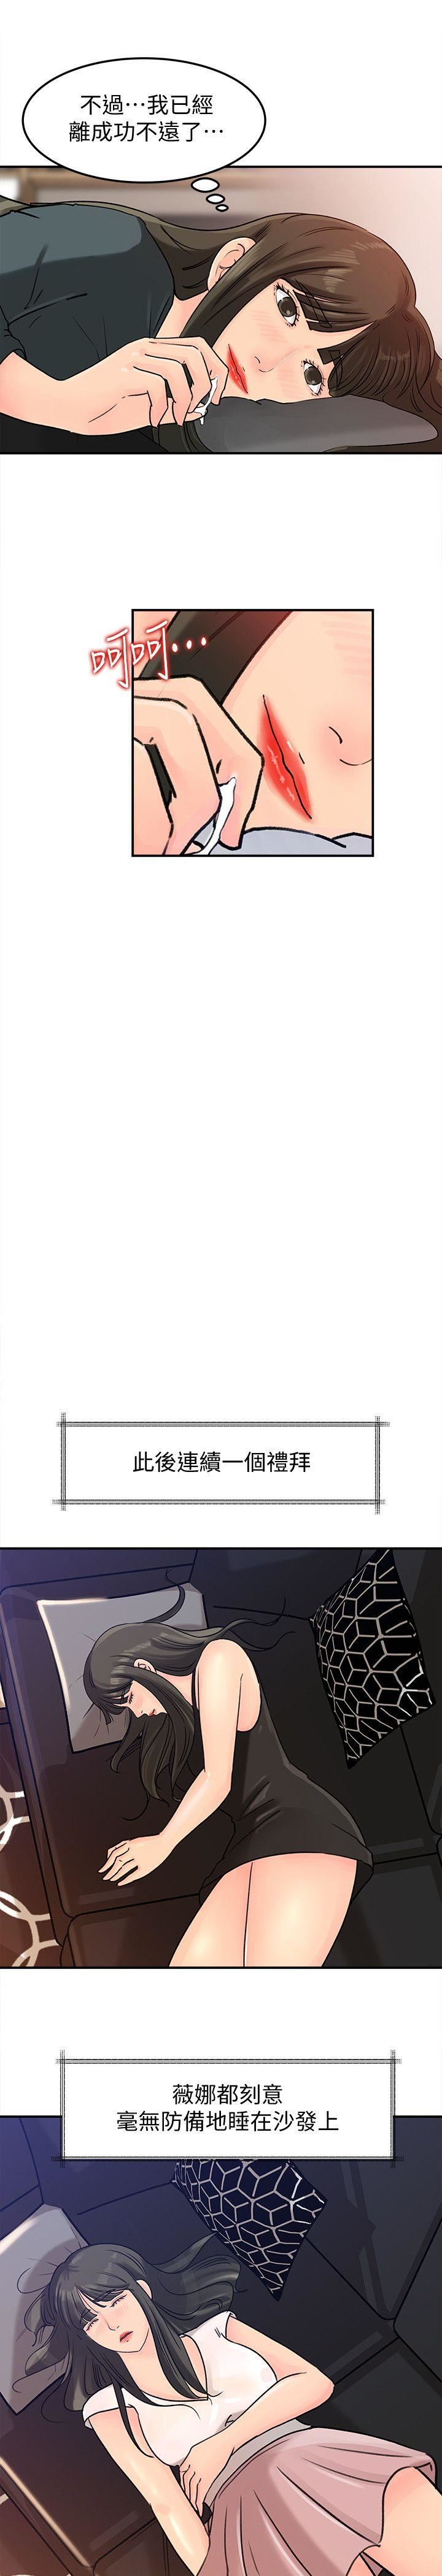 不過⋯我已經
離成功不遠了⋯
呵呵⋯
此後連續一個禮拜
薇娜都刻意
毫無防備地睡在沙發上